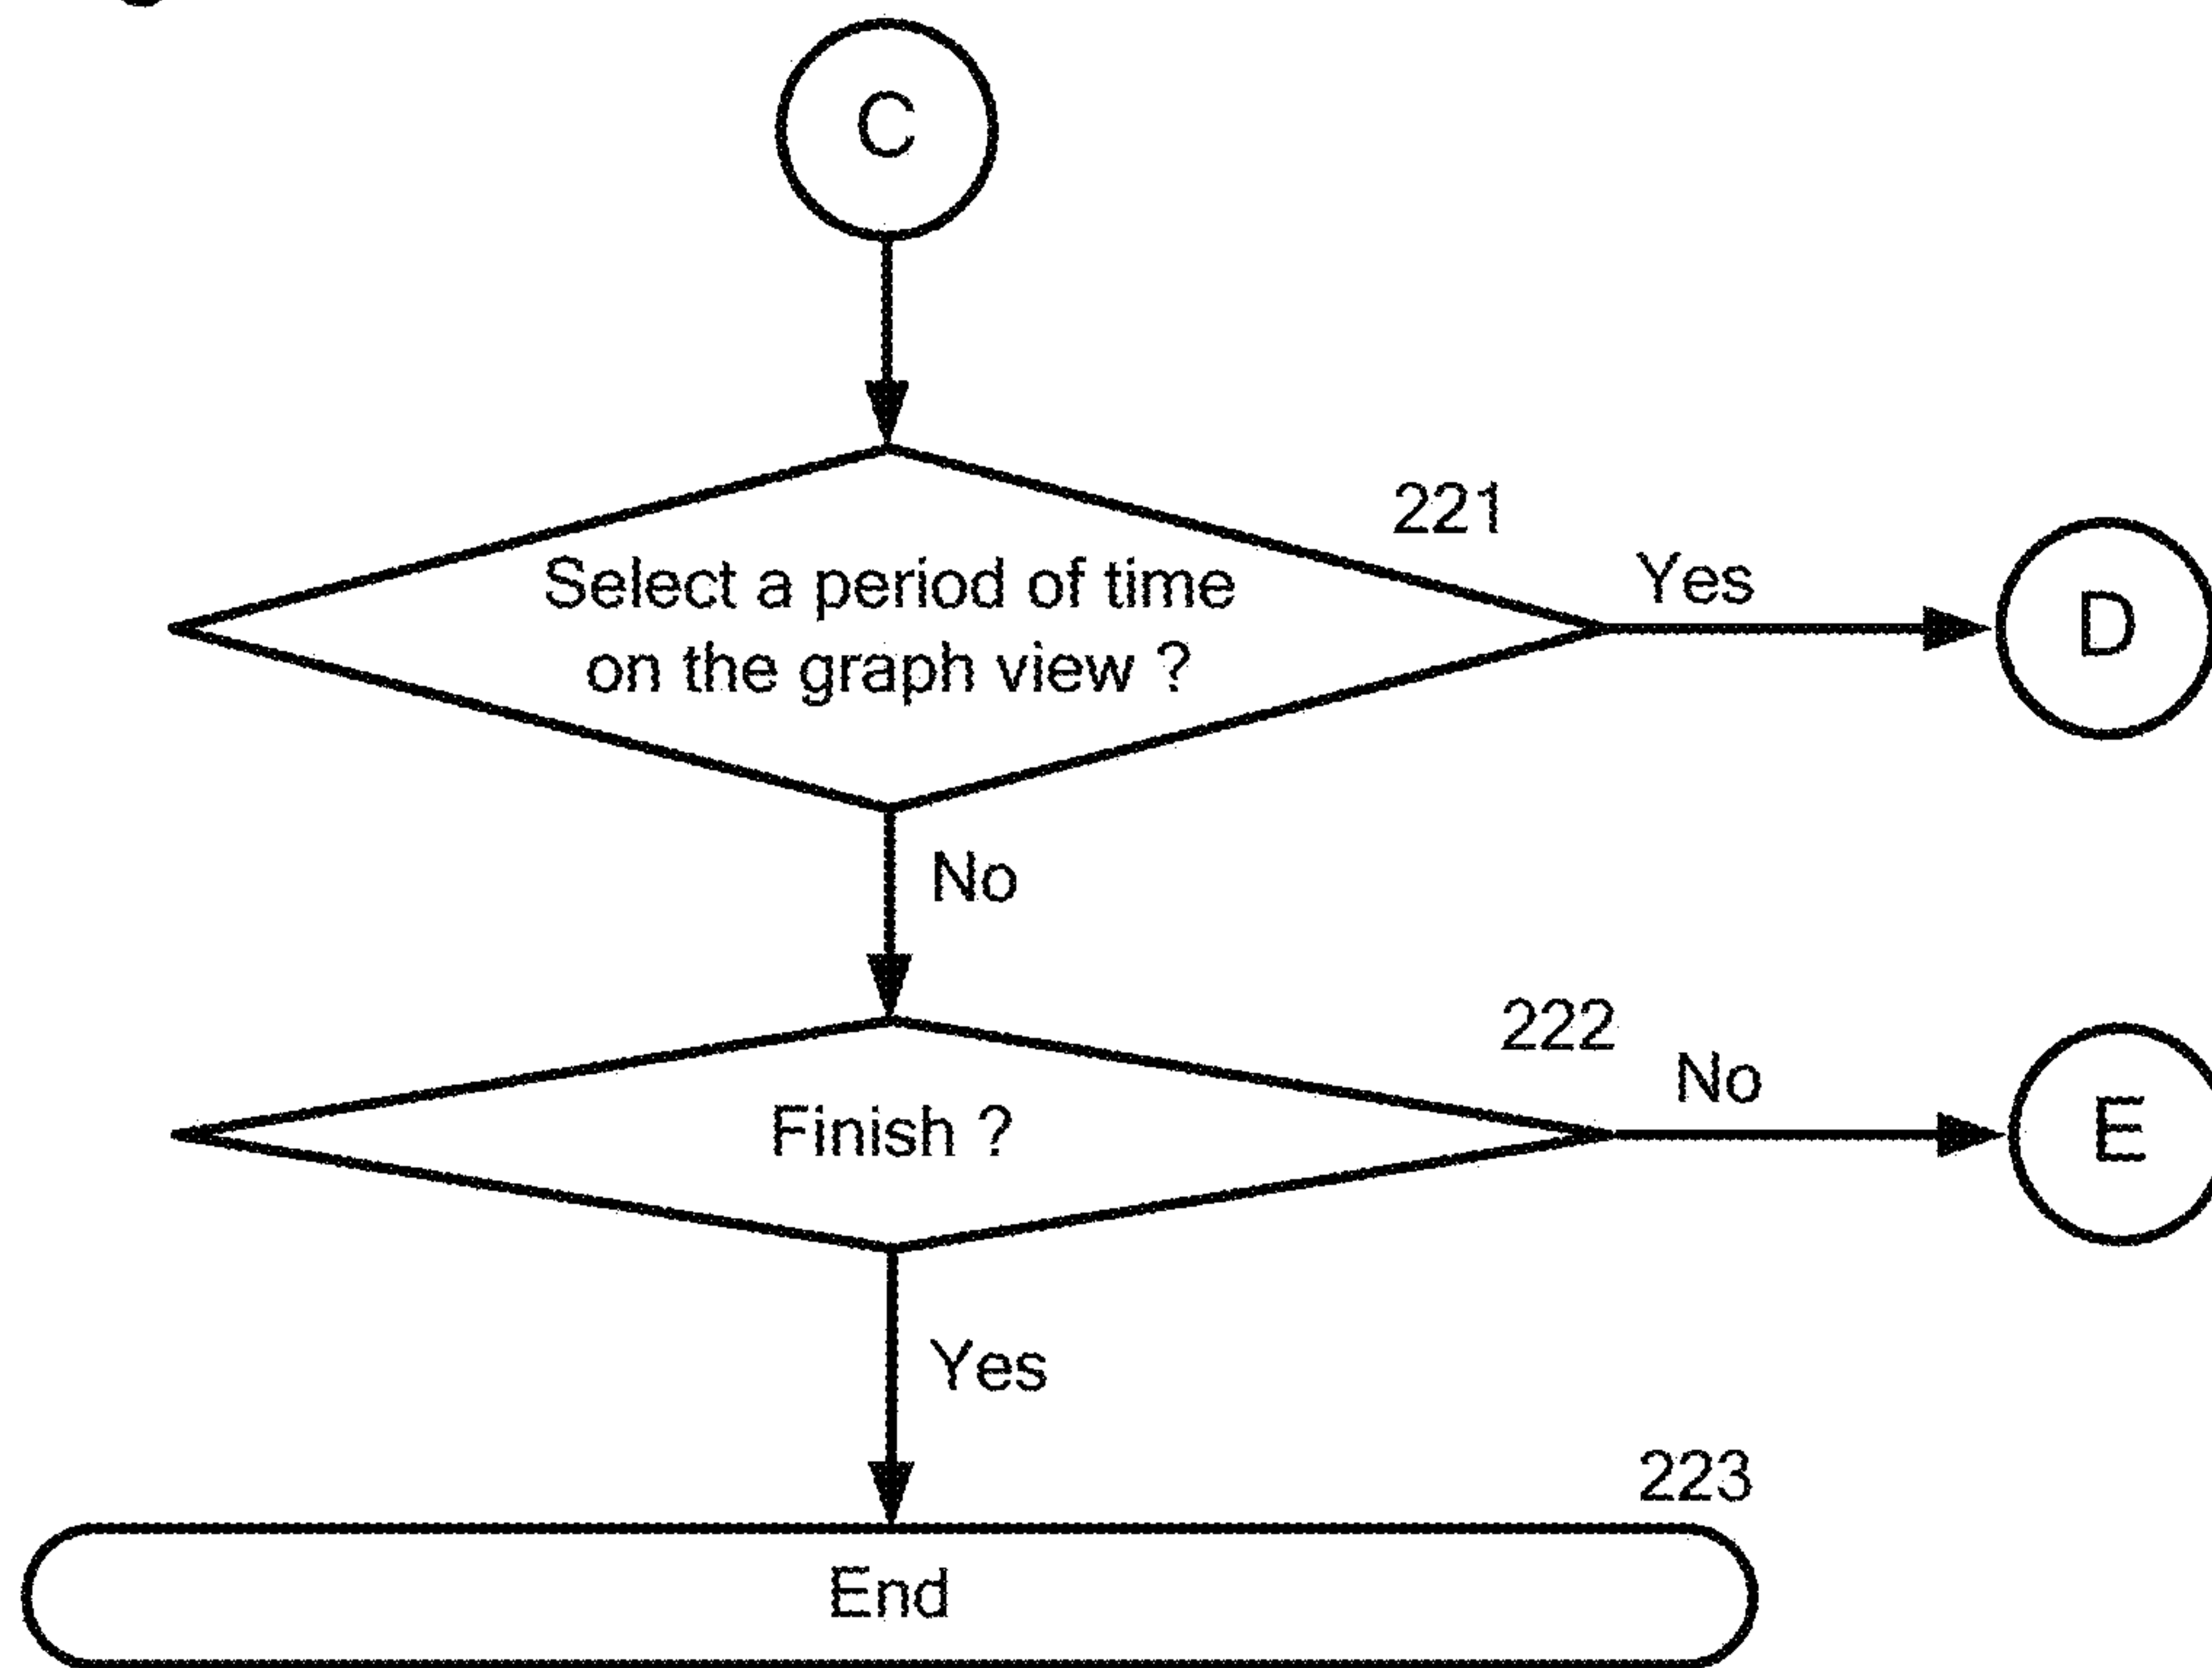 C
221
Select a period of time
on the graph view ?
Yes
D
No
222
Finish ?
No
E
Yes
223
End